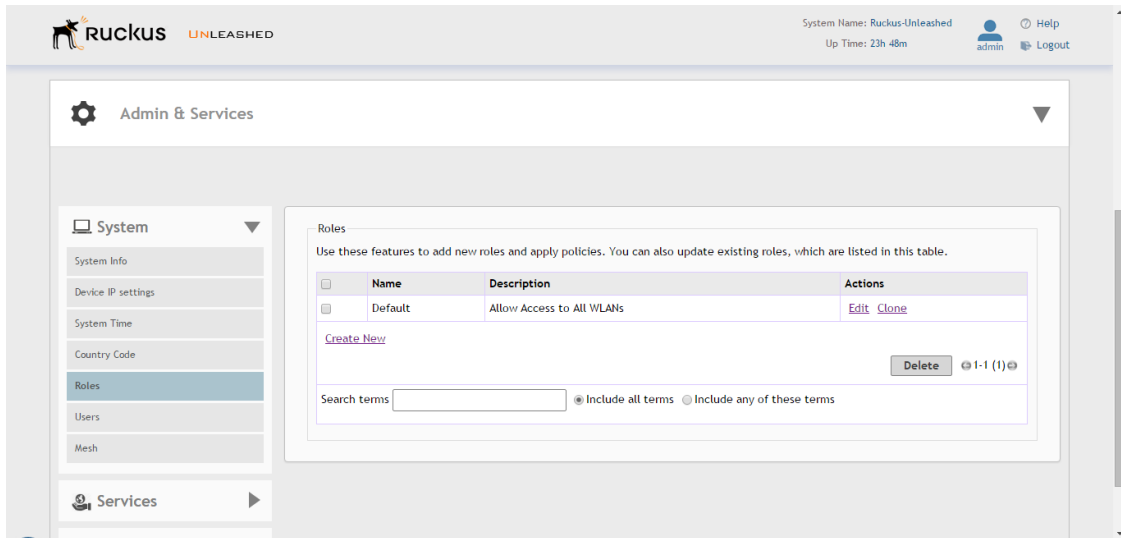 Ruckus UNLEASHED
System Name: Ruckus-Unleashed
Up Time: 23h 48m
admin
Help
Logout
Admin & Services
System
System Info
Device IP settings
System Time
Country Code
Roles
Users
Mesh
Services
Roles
Use these features to add new roles and apply policies. You can also update existing roles, which are listed in this table.
Name Description Actions
Default Allow Access to All WLANs Edit Clone
Create New
Delete 1-1 (1)
Search terms Include all terms Include any of these terms